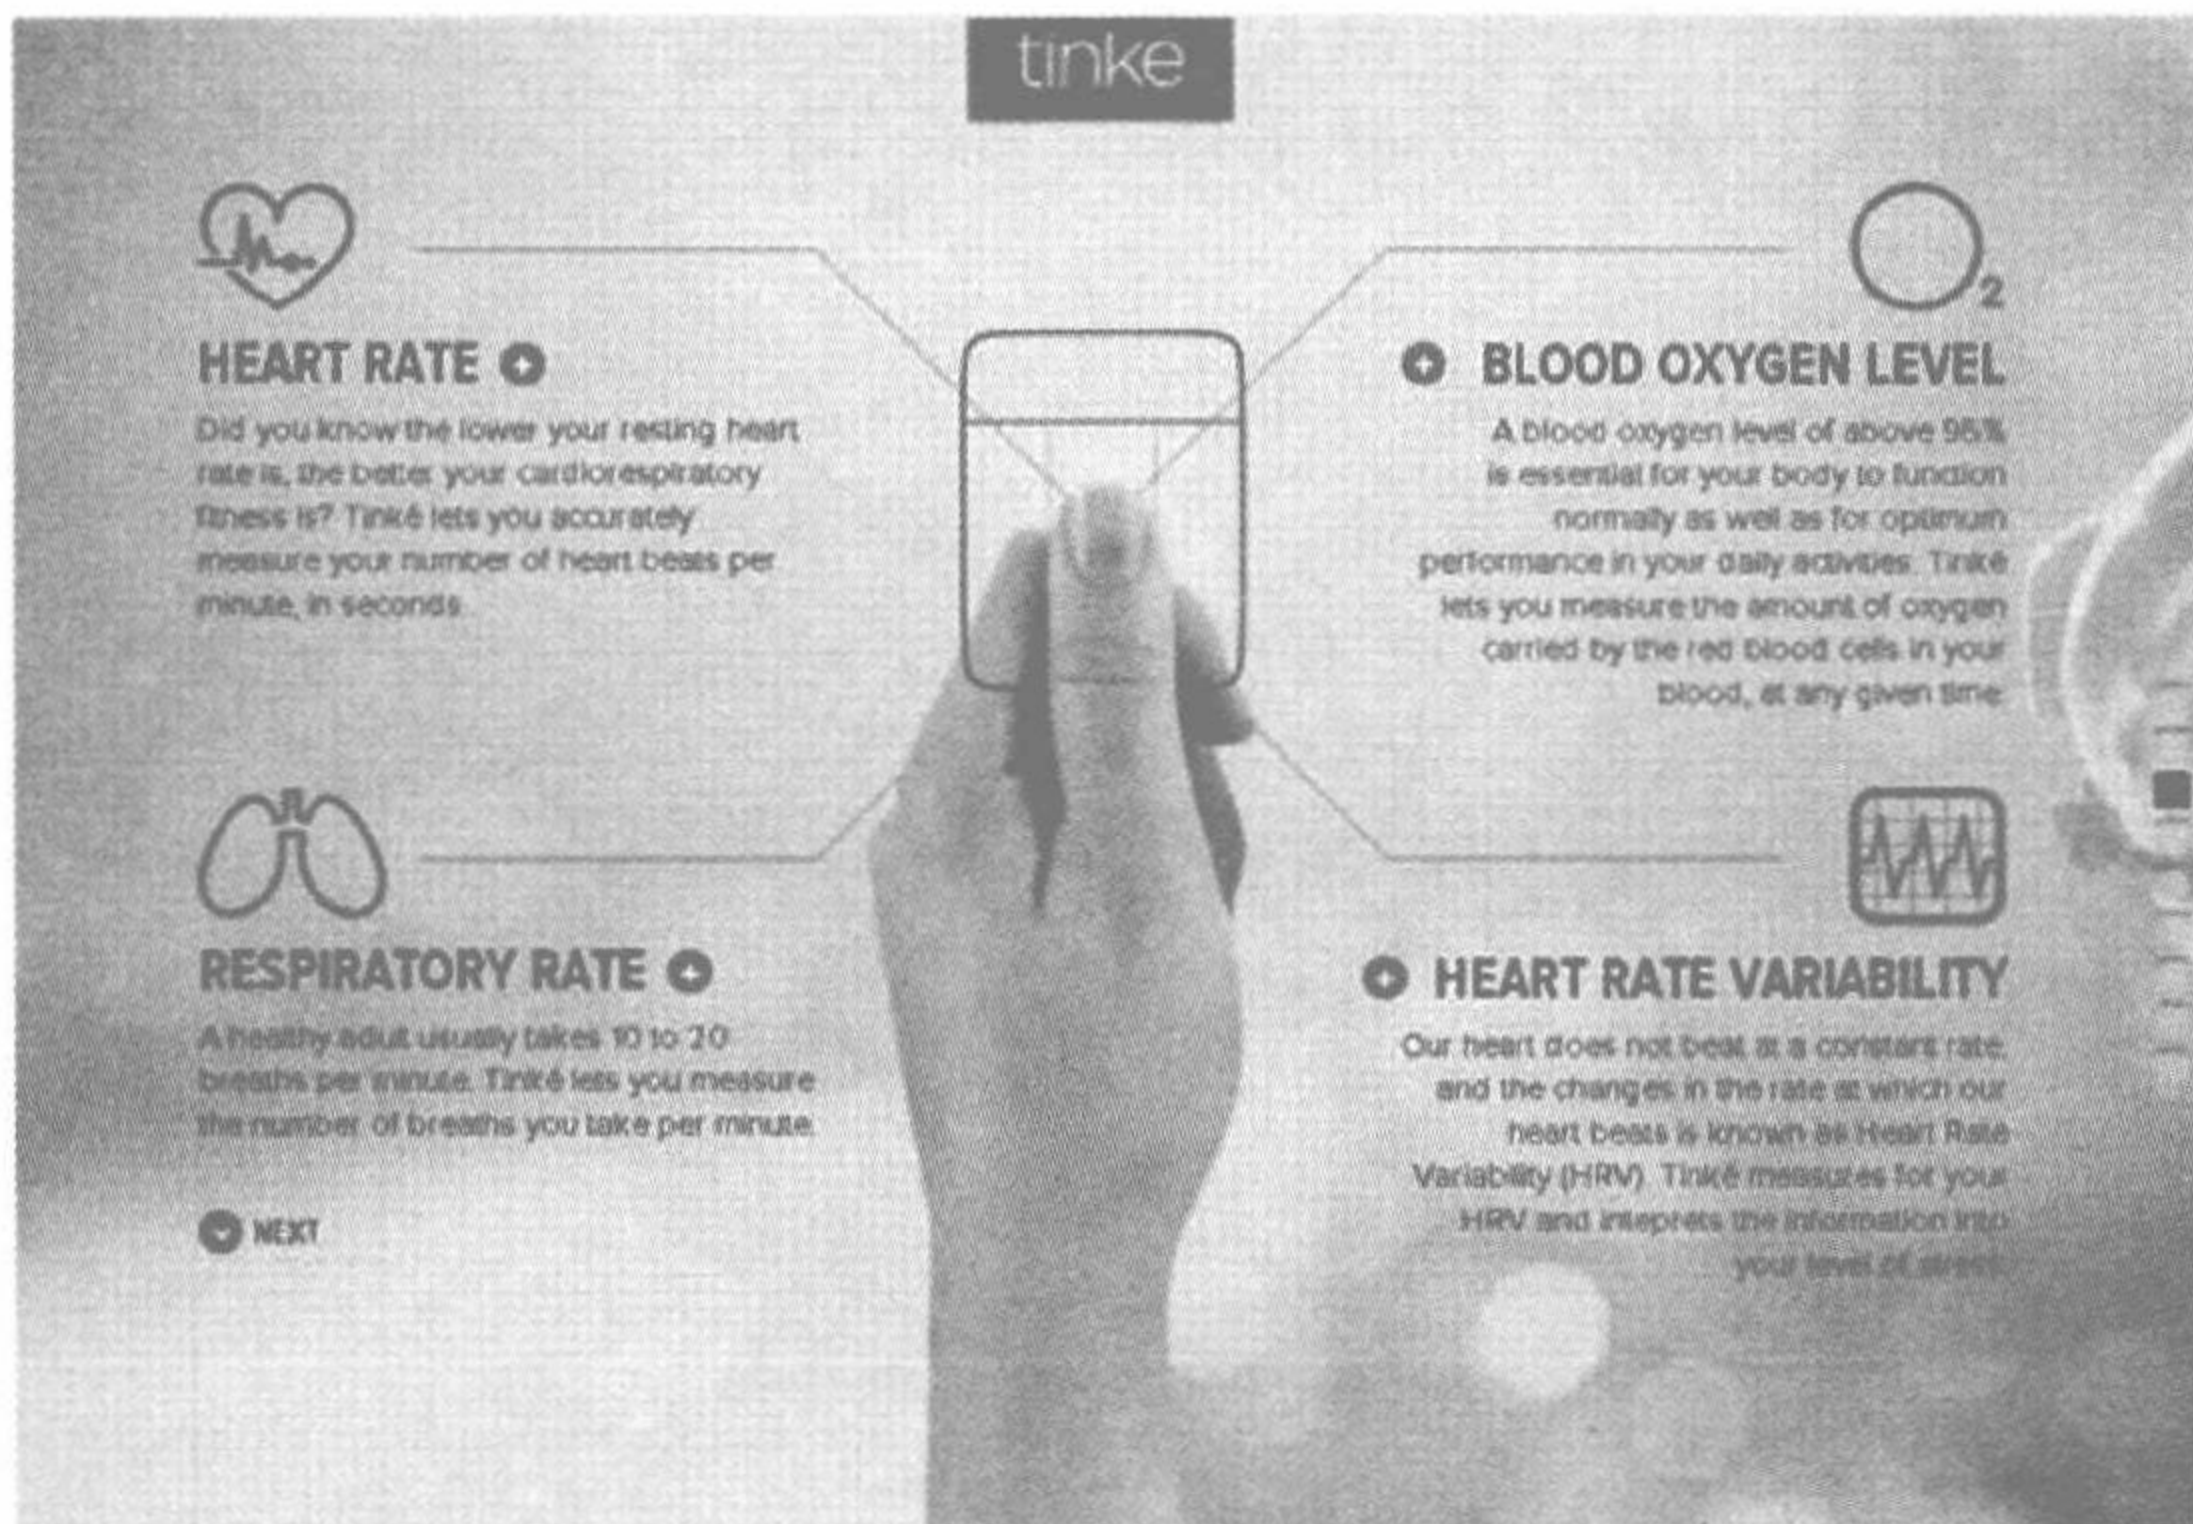 tinke
HEART RATE
Did you know the lower your resting heart
rate is, the better your cardiorespiratory
fitness is? Tinké lets you accurately
measure your number of heart beats per
minute, in seconds.
RESPIRATORY RATE
A healthy adult usually takes 10 to 20
breaths per minute. Tinké lets you measure
the number of breaths you take per minute.
NEXT
O2
BLOOD OXYGEN LEVEL
A blood oxygen level of above 95%
is essential for your body to function
normally as well as for optimum
performance in your daily activities. Tinké
lets you measure the amount of oxygen
carried by the red blood cells in your
blood, at any given time.
HEART RATE VARIABILITY
Our heart does not beat at a constant rate,
and the changes in the rate at which our
heart beats is known as Heart Rate
Variability (HRV). Tinké measures for your
HRV and inteprets the information into
your level of stress.